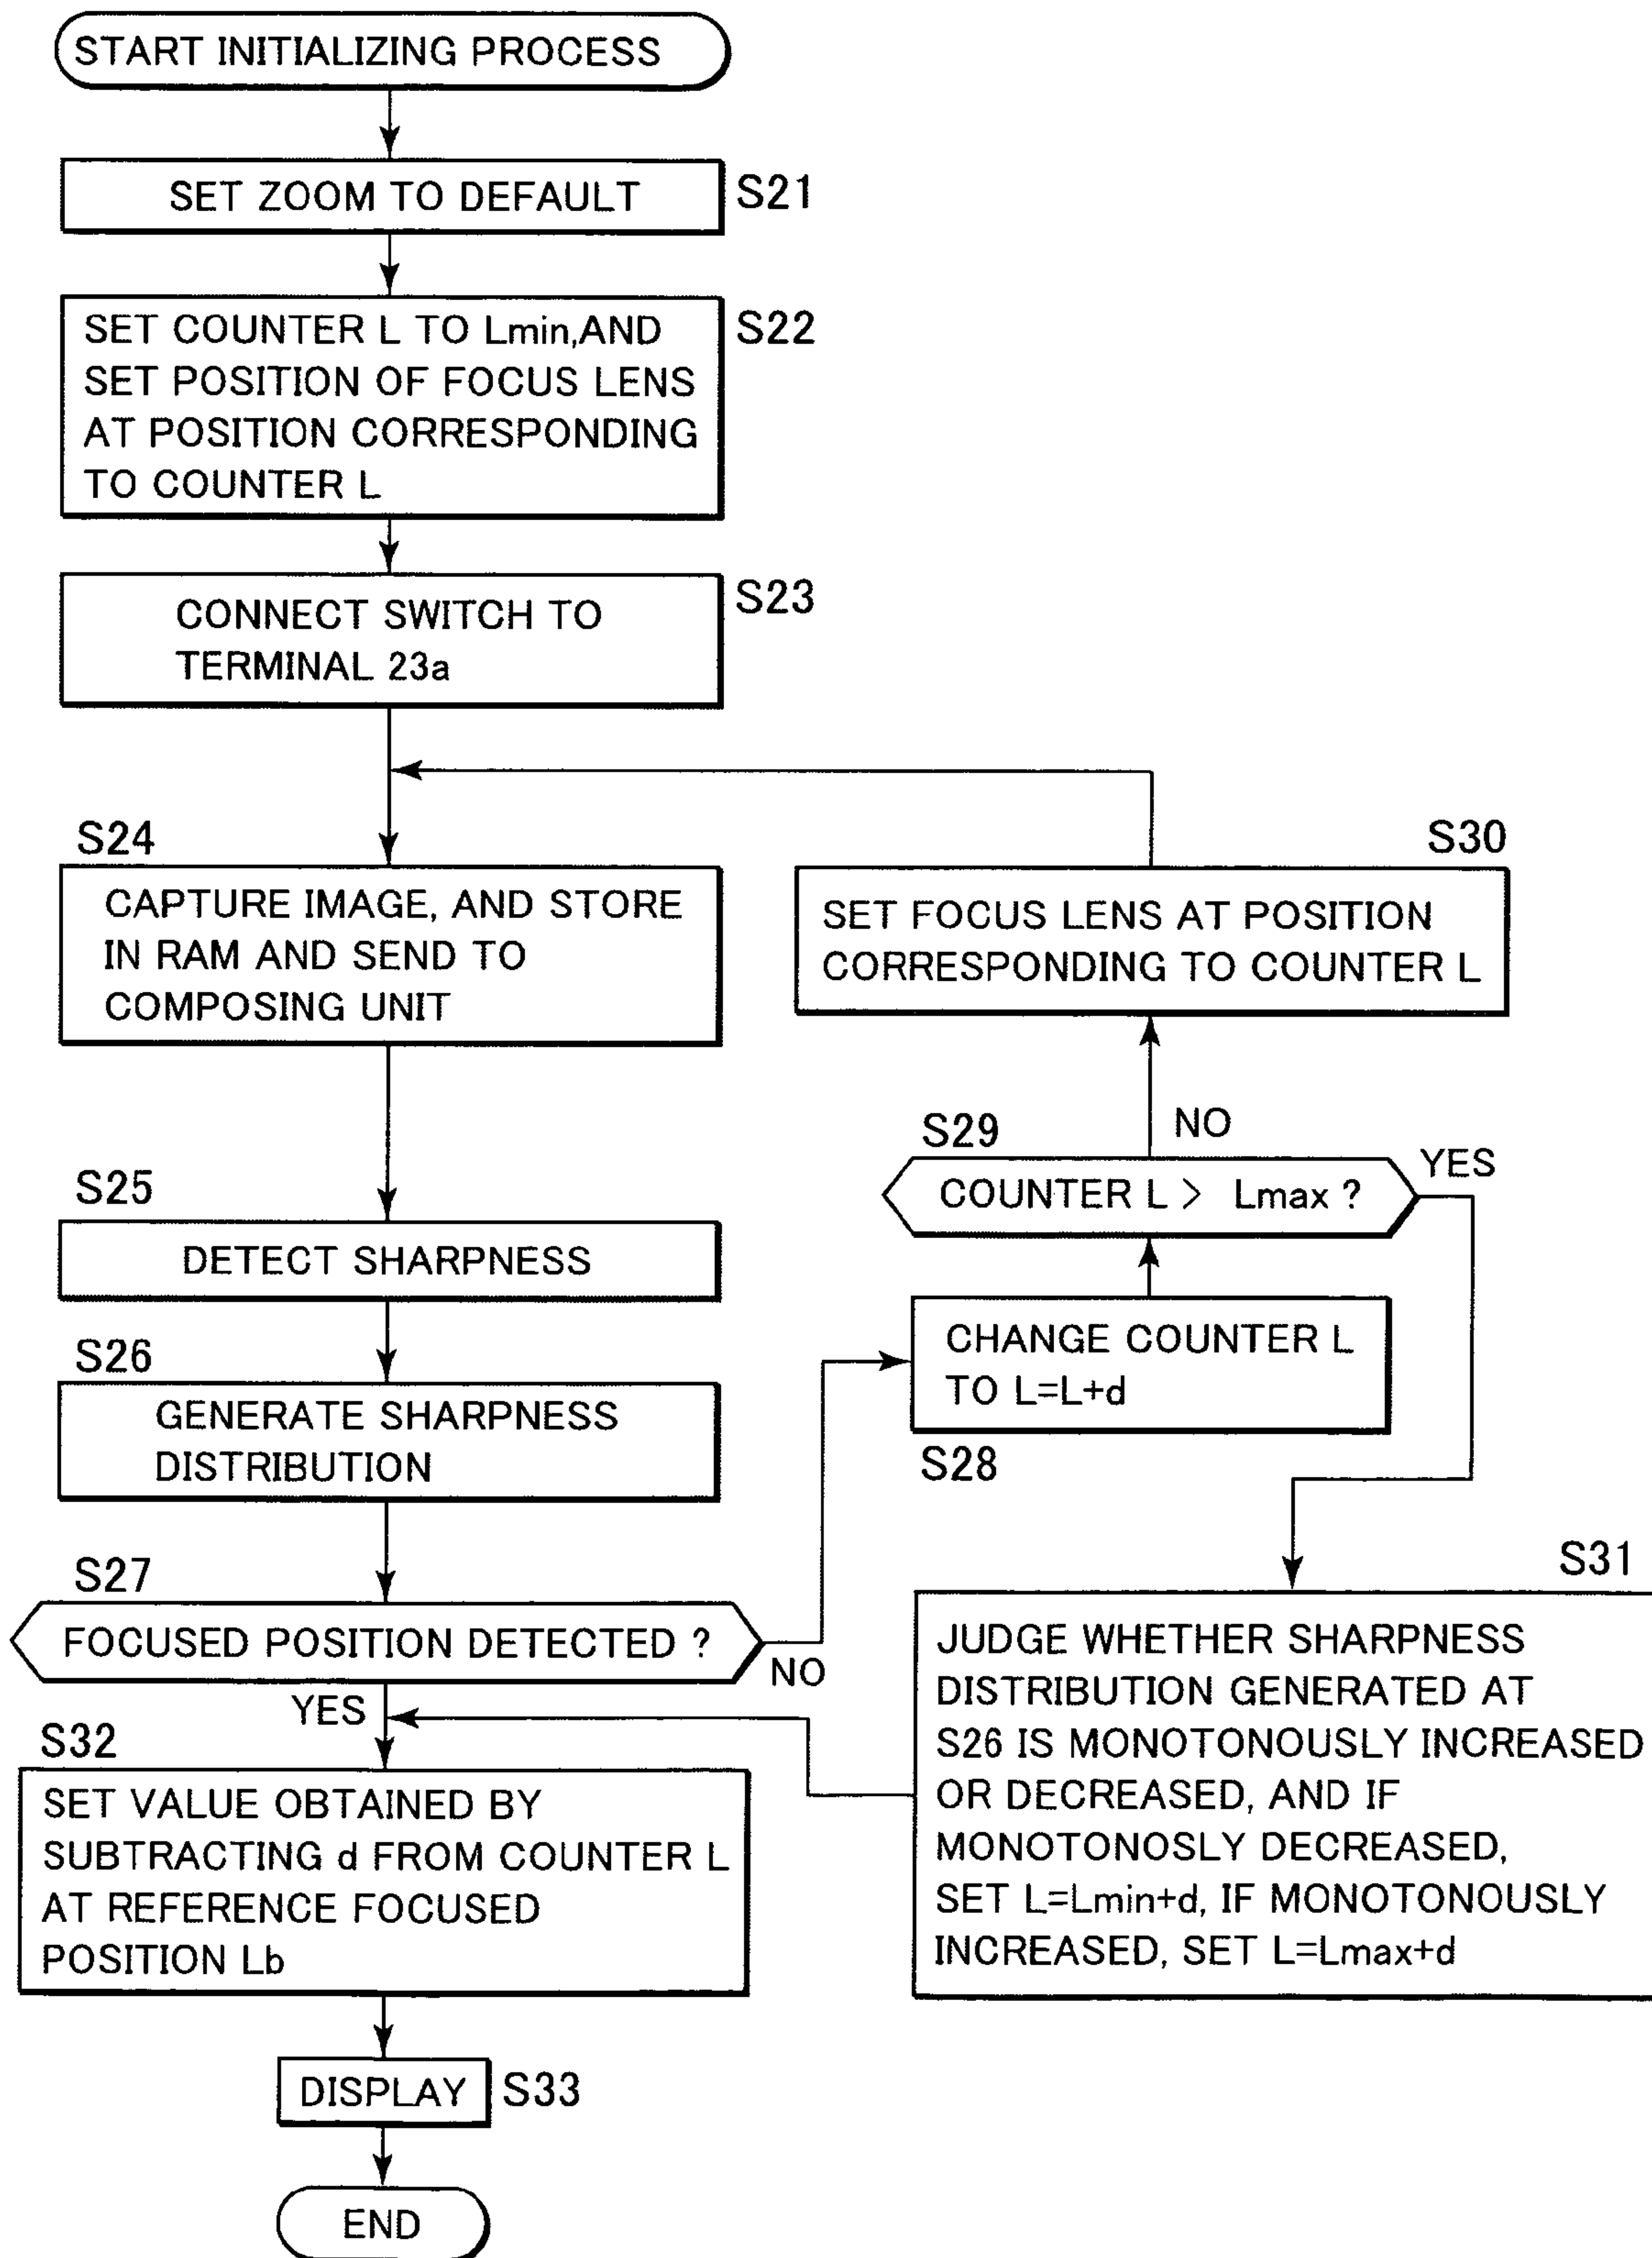 START INITIALIZING PROCESS
SET ZOOM TO DEFAULT
S21
SET COUNTER L TO Lmin,AND
SET POSITION OF FOCUS LENS
AT POSITION CORRESPONDING
TO COUNTER L
S22
CONNECT SWITCH TO
TERMINAL 23a
S23
S24
CAPTURE IMAGE, AND STORE
IN RAM AND SEND TO
COMPOSING UNIT
S25
DETECT SHARPNESS
S26
GENERATE SHARPNESS
DISTRIBUTION
S27
FOCUSED POSITION DETECTED ?
NO
YES
CHANGE COUNTER L
TO L=L+d
S28
S29
COUNTER L > Lmax ?
NO
YES
S30
SET FOCUS LENS AT POSITION
CORRESPONDING TO COUNTER L
S31
JUDGE WHETHER SHARPNESS
DISTRIBUTION GENERATED AT
S26 IS MONOTONOUSLY INCREASED
OR DECREASED, AND IF
MONOTONOSLY DECREASED,
SET L=Lmin+d, IF MONOTONOUSLY
INCREASED, SET L=Lmax+d
S32
SET VALUE OBTAINED BY
SUBTRACTING d FROM COUNTER L
AT REFERENCE FOCUSED
POSITION Lb
DISPLAY
S33
END